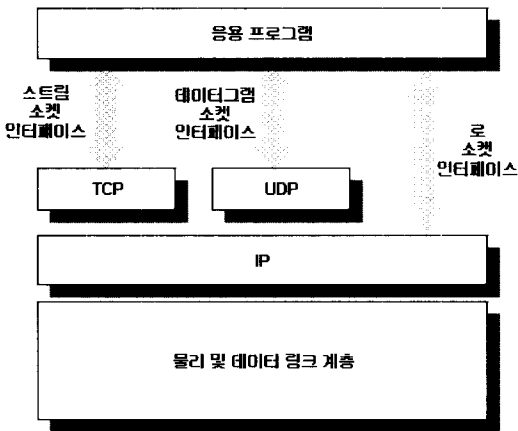 응용 프로그램
스트림
소켓
인터페이스
데이터그램
소켓
인터페이스
로
소켓
인터페이스
TCP
UDP
IP
물리 및 데이터 링크 계층